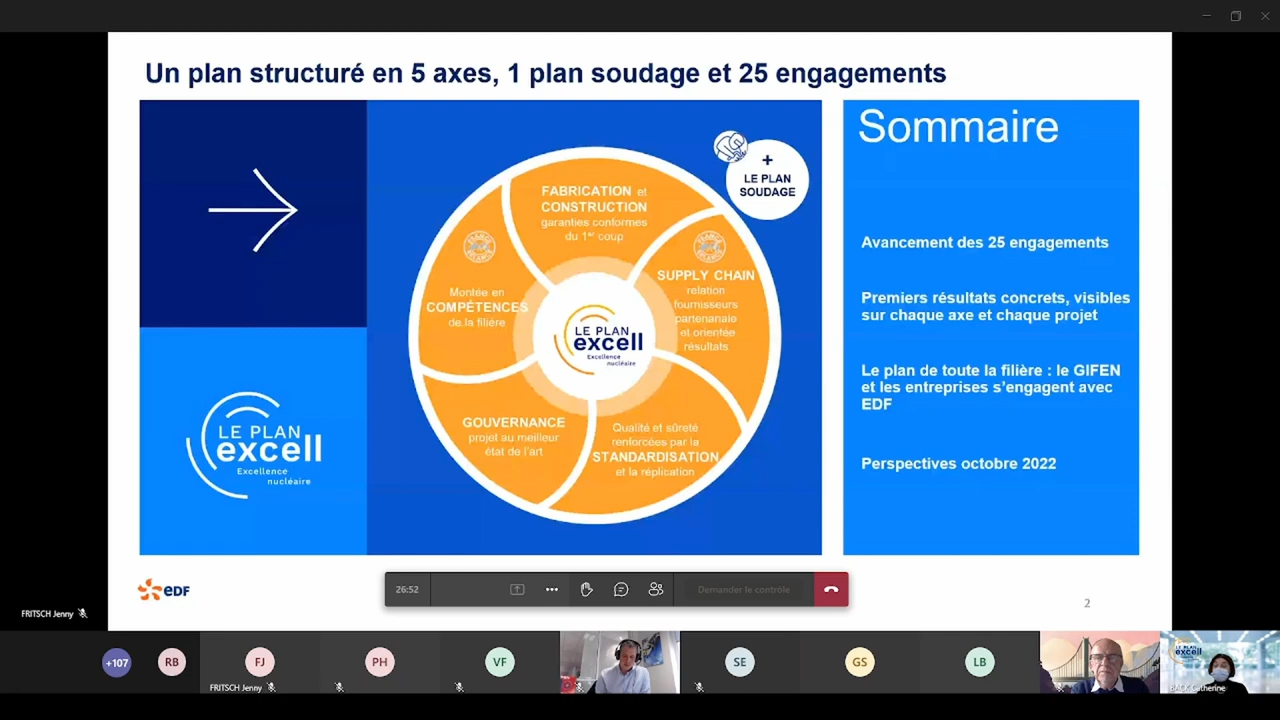 Un plan structuré en 5 axes, 1 plan soudage et 25 engagements
+
LE PLAN
SOUDAGE
FABRICATION et
CONSTRUCTION
garanties conformes
du 1er coup
SUPPLY CHAIN
relation
fournisseurs
partenariale
et orientée
résultats
Montée en
COMPÉTENCES
de la filière
LE PLAN
excell
Excellence
nucléaire
GOUVERNANCE
projet au meilleur
état de l'art
Qualité et sûreté
renforcées par la
STANDARDISATION
et la réplication
LE PLAN
excell
Excellence
nucléaire
Sommaire
Avancement des 25 engagements
Premiers résultats concrets, visibles
sur chaque axe et chaque projet
Le plan de toute la filière : le GIFEN
et les entreprises s'engagent avec
EDF
Perspectives octobre 2022
edf
26:52
Demander le contrôle
2
FRITSCH Jenny
+107
RB
FJ
FRITSCH Jenny
PH
VF
SE
GS
LB
LE PLAN
excell
BACK Catherine